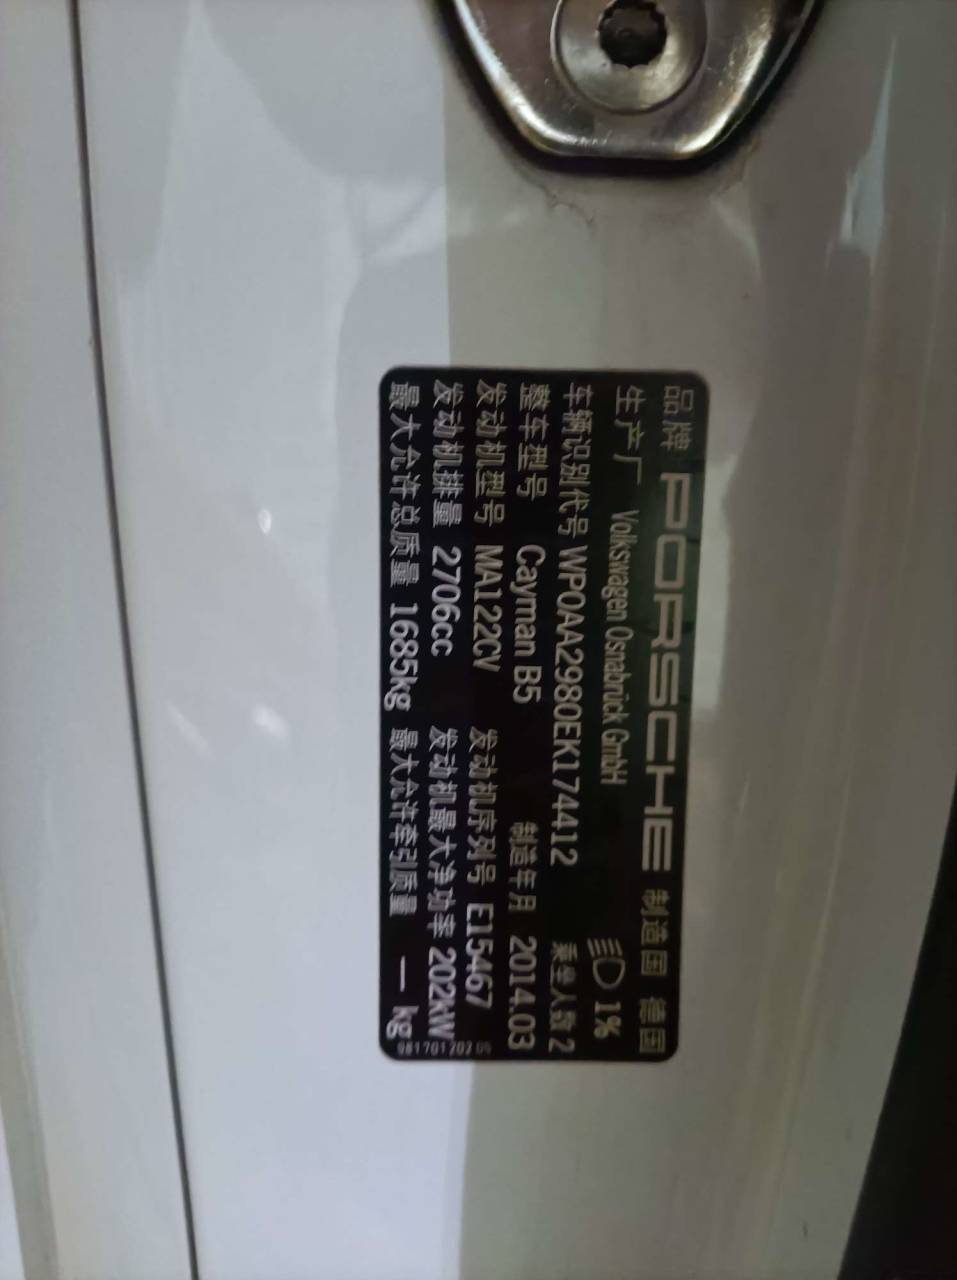 品牌 PORSCHE 制造国 德国
生产厂 Volkswagen Osnabrück GmbH 1%
车辆识别代号 WP0AA2980EK174412 乘坐人数 2
整车型号 Cayman B5 制造年月 2014.03
发动机型号 MA122CV 发动机序列号 E15467
发动机排量 2706cc 发动机最大净功率 202kW
最大允许总质量 1685kg 最大允许牵引质量 — kg
981701202 05